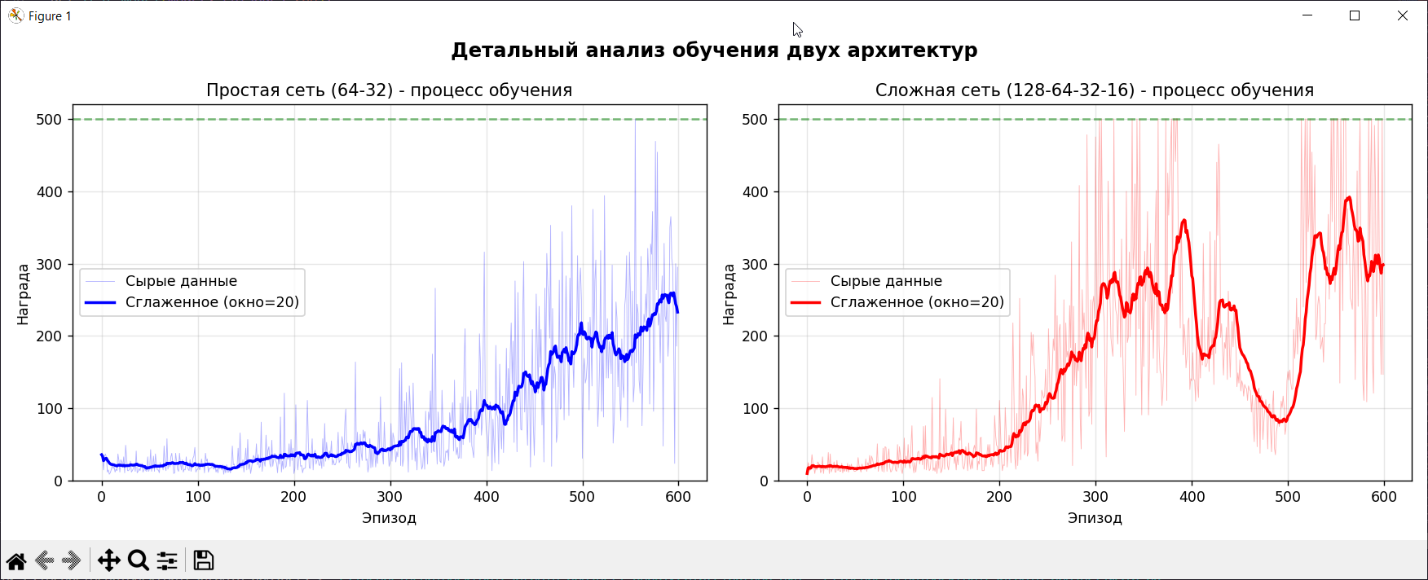 Figure 1
Детальный анализ обучения двух архитектур
Простая сеть (64-32) - процесс обучения
500
400
300
200
100
0
Награда
Сырые данные
Сглаженное (окно=20)
0 100 200 300 400 500 600
Эпизод
Сложная сеть (128-64-32-16) - процесс обучения
500
400
300
200
100
0
Награда
Сырые данные
Сглаженное (окно=20)
0 100 200 300 400 500 600
Эпизод